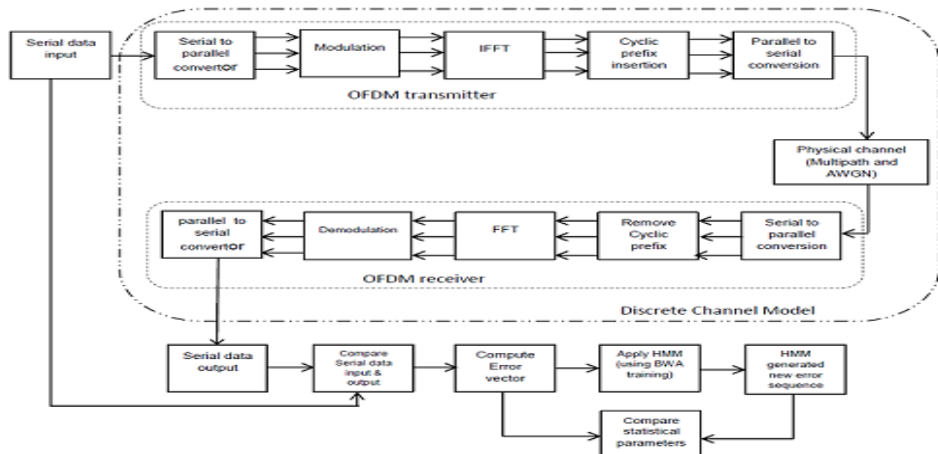 Serial data
input
Serial to
parallel
convertor
Modulation
IFFT
Cyclic
prefix
insertion
Parallel to
serial
conversion
OFDM transmitter
Physical channel
(Multipath and
AWGN)
parallel to
serial
convertor
Demodulation
FFT
Remove
Cyclic
prefix
Serial to
parallel
conversion
OFDM receiver
Discrete Channel Model
Serial data
output
Compare
Serial data
input &
output
Compute
Error
vector
Apply HMM
(using BWA
training)
HMM
generated
new error
sequence
Compare
statistical
parameters